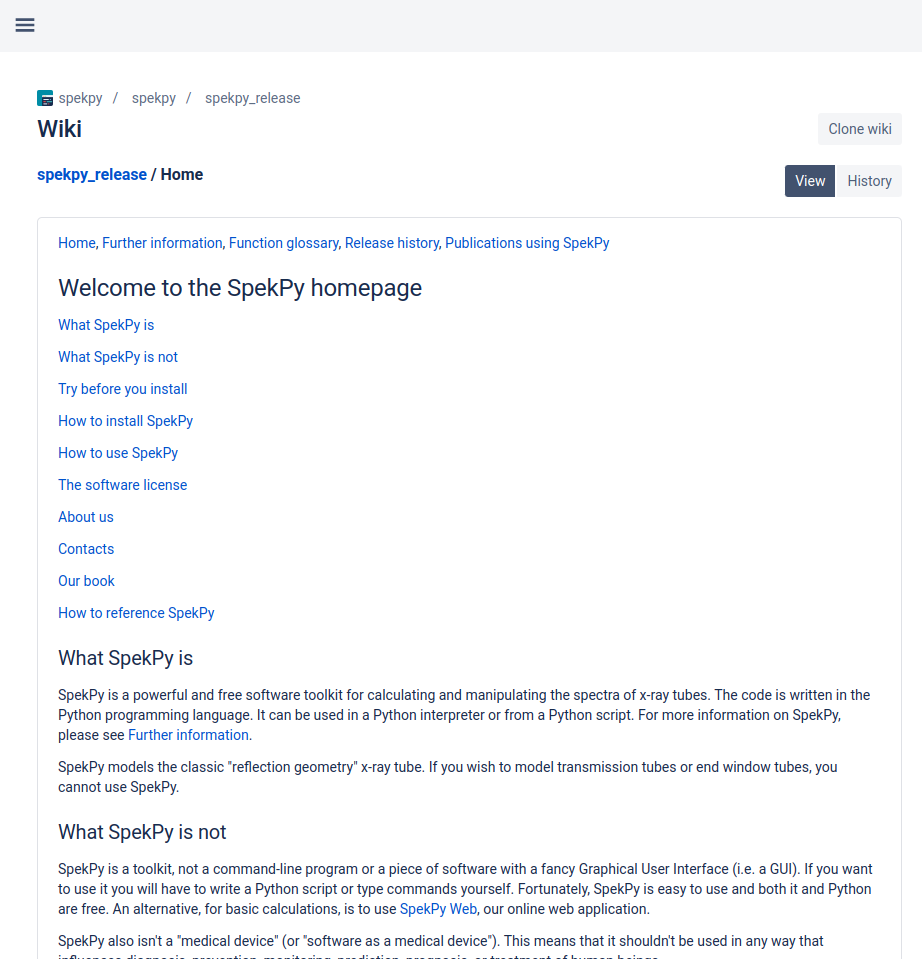 spekpy / spekpy / spekpy_release
Wiki
Clone wiki
spekpy_release / Home
View History
Home, Further information, Function glossary, Release history, Publications using SpekPy
Welcome to the SpekPy homepage
What SpekPy is
What SpekPy is not
Try before you install
How to install SpekPy
How to use SpekPy
The software license
About us
Contacts
Our book
How to reference SpekPy
What SpekPy is
SpekPy is a powerful and free software toolkit for calculating and manipulating the spectra of x-ray tubes. The code is written in the
Python programming language. It can be used in a Python interpreter or from a Python script. For more information on SpekPy,
please see Further information.
SpekPy models the classic "reflection geometry" x-ray tube. If you wish to model transmission tubes or end window tubes, you
cannot use SpekPy.
What SpekPy is not
SpekPy is a toolkit, not a command-line program or a piece of software with a fancy Graphical User Interface (i.e. a GUI). If you want
to use it you will have to write a Python script or type commands yourself. Fortunately, SpekPy is easy to use and both it and Python
are free. An alternative, for basic calculations, is to use SpekPy Web, our online web application.
SpekPy also isn't a "medical device" (or "software as a medical device"). This means that it shouldn't be used in any way that
influences diagnosis, prevention, monitoring, prediction, prognosis, or treatment of human beings.